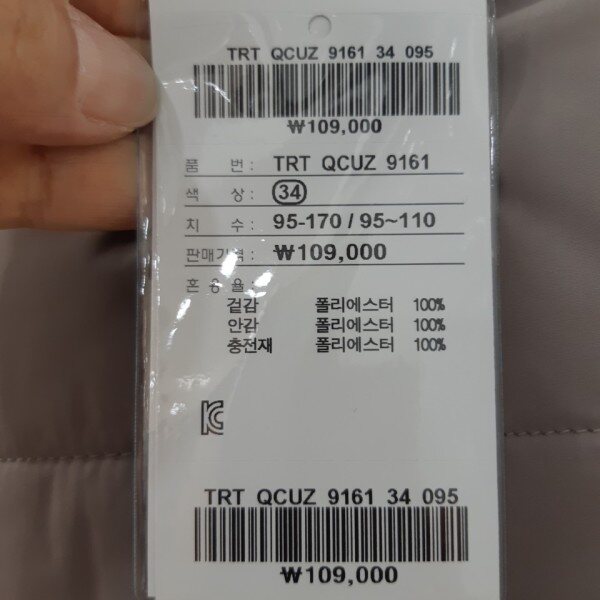 TRT QCUZ 9161 34 095
₩109,000
품 번 : TRT QCUZ 9161
색 상 : 34
치 수 : 95-170 / 95~110
판매가격 : ₩109,000
혼 용 율 :
겉감 폴리에스터 100%
안감 폴리에스터 100%
충전재 폴리에스터 100%
KC
TRT QCUZ 9161 34 095
₩109,000